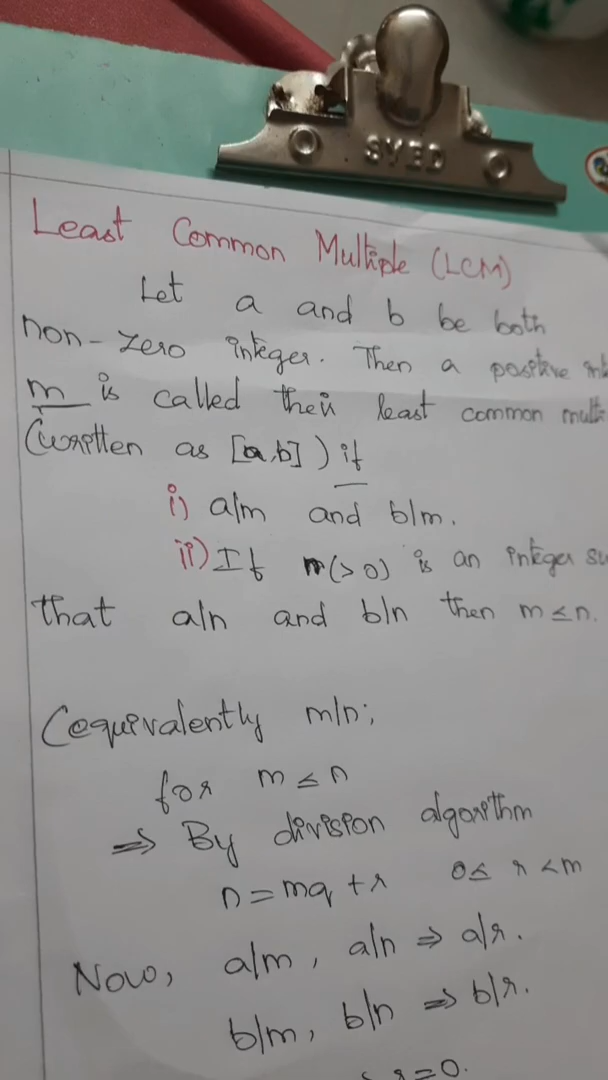 SYED
Least Common Multiple (LCM)
Let a and b be both
non-zero integer. Then a positive
m is called their least common
(written as [a,b]) if
i) a/m and b/m.
ii) If n(>0) is an integer
that a/n and b/n then m≤n.
(equivalently m/n;
for m≤n
⇒ By division algorithm
n=mq+r 0≤ r <m
Now, a/m, a/n ⇒ a/r.
b/m, b/n ⇒ b/r.
r=0.